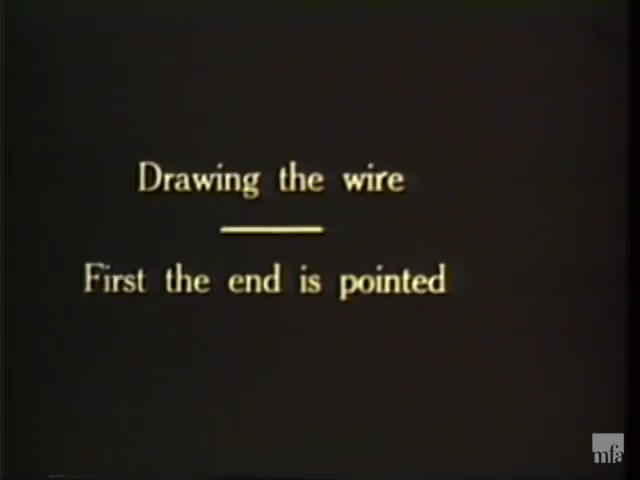 Drawing the wire
First the end is pointed
mfa